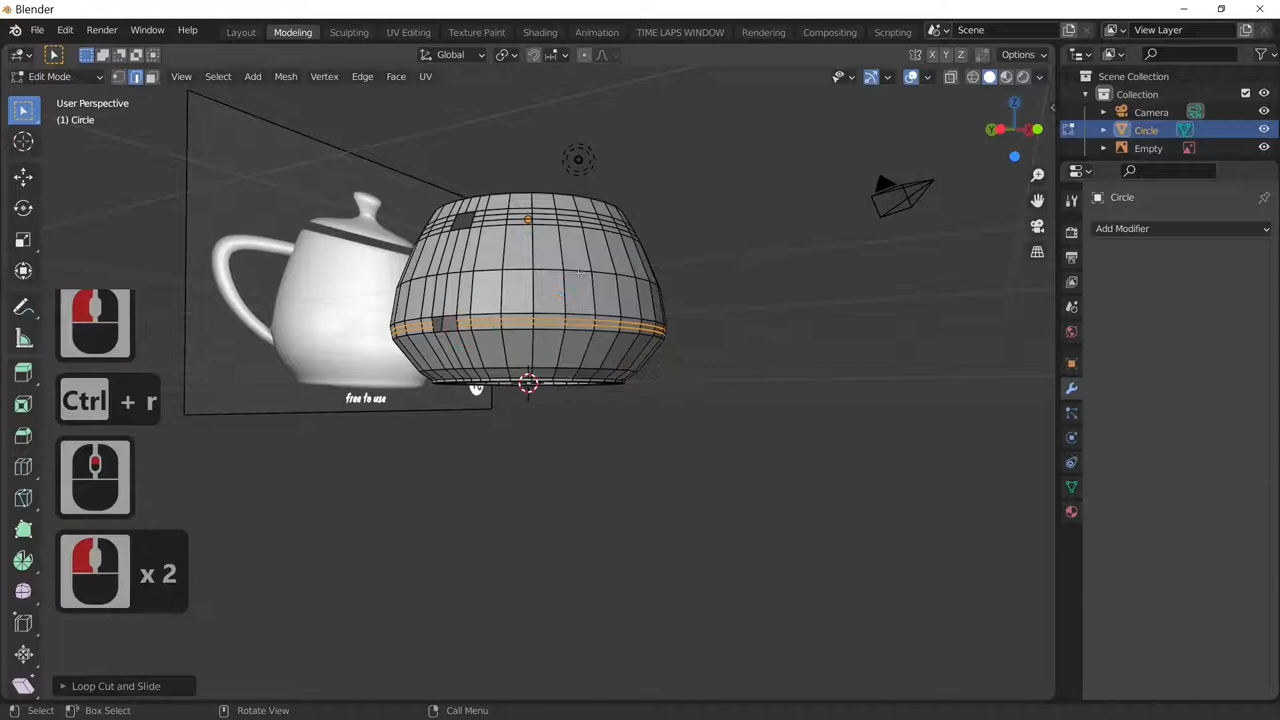 Blender
File Edit Render Window Help Layout Modeling Sculpting UV Editing Texture Paint Shading Animation TIME LAPS WINDOW Rendering Compositing Scripting Scene View Layer
Global Options
Edit Mode View Select Add Mesh Vertex Edge Face UV X Y Z
User Perspective
(1) Circle
Scene Collection
Collection
Camera
Circle
Empty
Circle
Add Modifier
Z
Y X
free to use
Ctrl + r
x 2
Loop Cut and Slide
Select Box Select Rotate View Call Menu